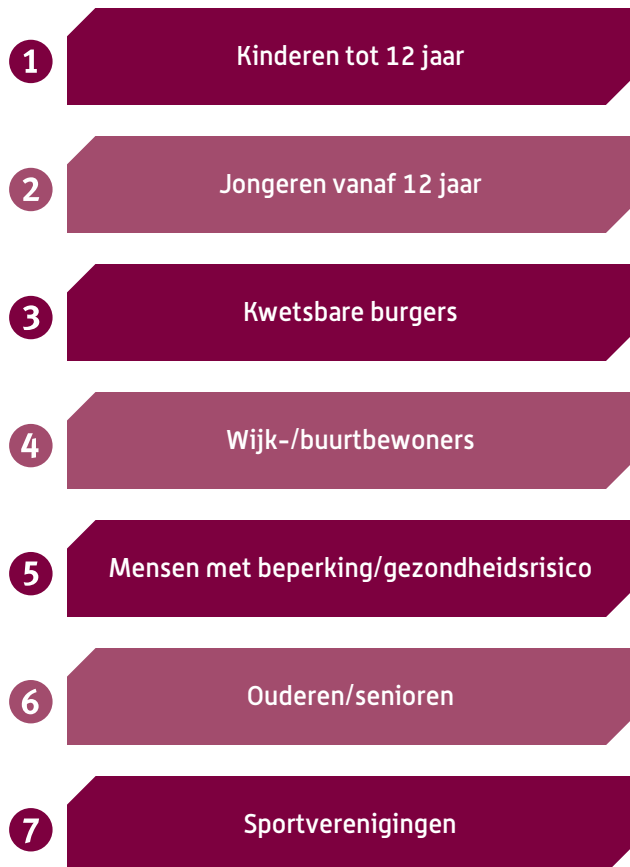 1 Kinderen tot 12 jaar
2 Jongeren vanaf 12 jaar
3 Kwetsbare burgers
4 Wijk-/buurtbewoners
5 Mensen met beperking/gezondheidsrisico
6 Ouderen/senioren
7 Sportverenigingen